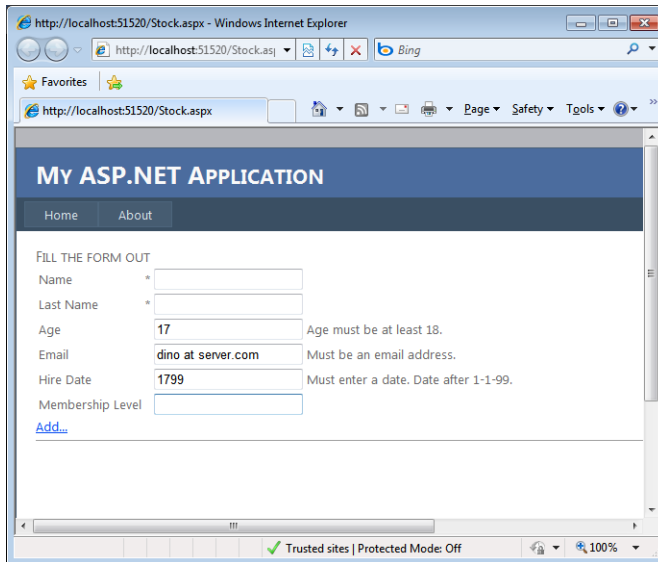 http://localhost:51520/Stock.aspx - Windows Internet Explorer
http://localhost:51520/Stock.as Bing
Favorites
http://localhost:51520/Stock.aspx Page Safety Tools »
MY ASP.NET APPLICATION
Home About
FILL THE FORM OUT
Name *
Last Name *
Age 17 Age must be at least 18.
Email dino at server.com Must be an email address.
Hire Date 1799 Must enter a date. Date after 1-1-99.
Membership Level
Add...
Trusted sites | Protected Mode: Off 100%